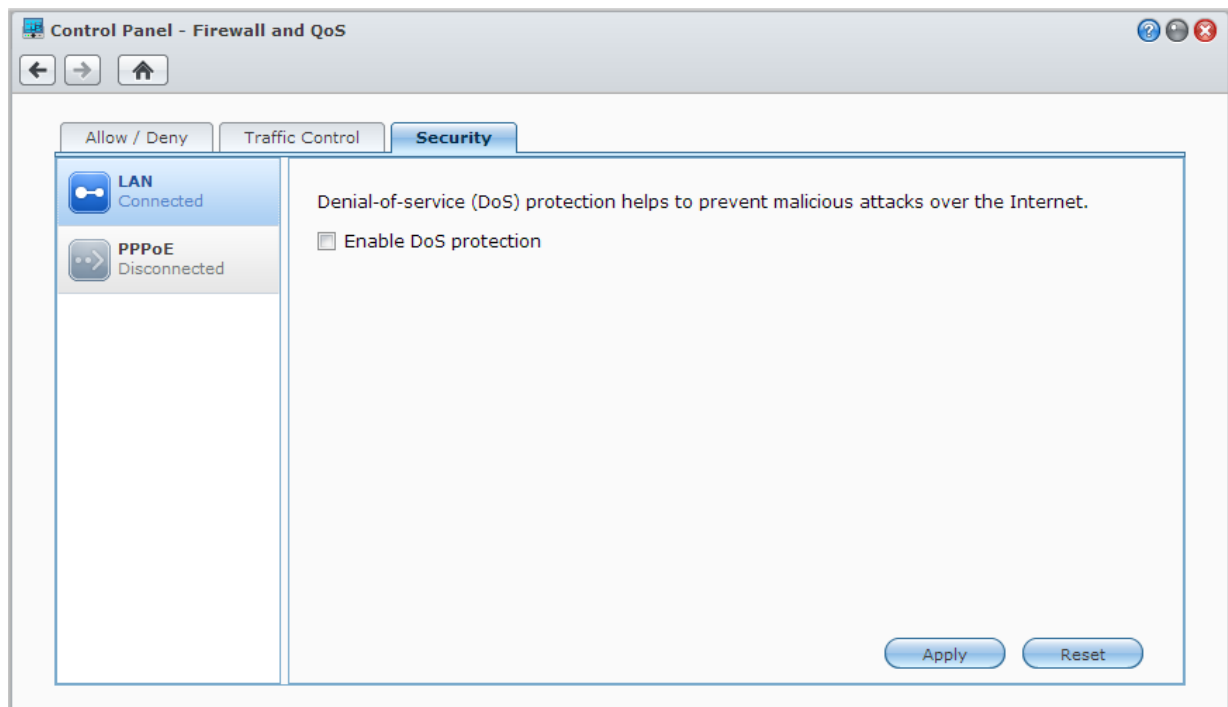 Control Panel - Firewall and QoS
Allow / Deny
Traffic Control
Security
LAN
Connected
PPPoE
Disconnected
Denial-of-service (DoS) protection helps to prevent malicious attacks over the Internet.
Enable DoS protection
Apply
Reset